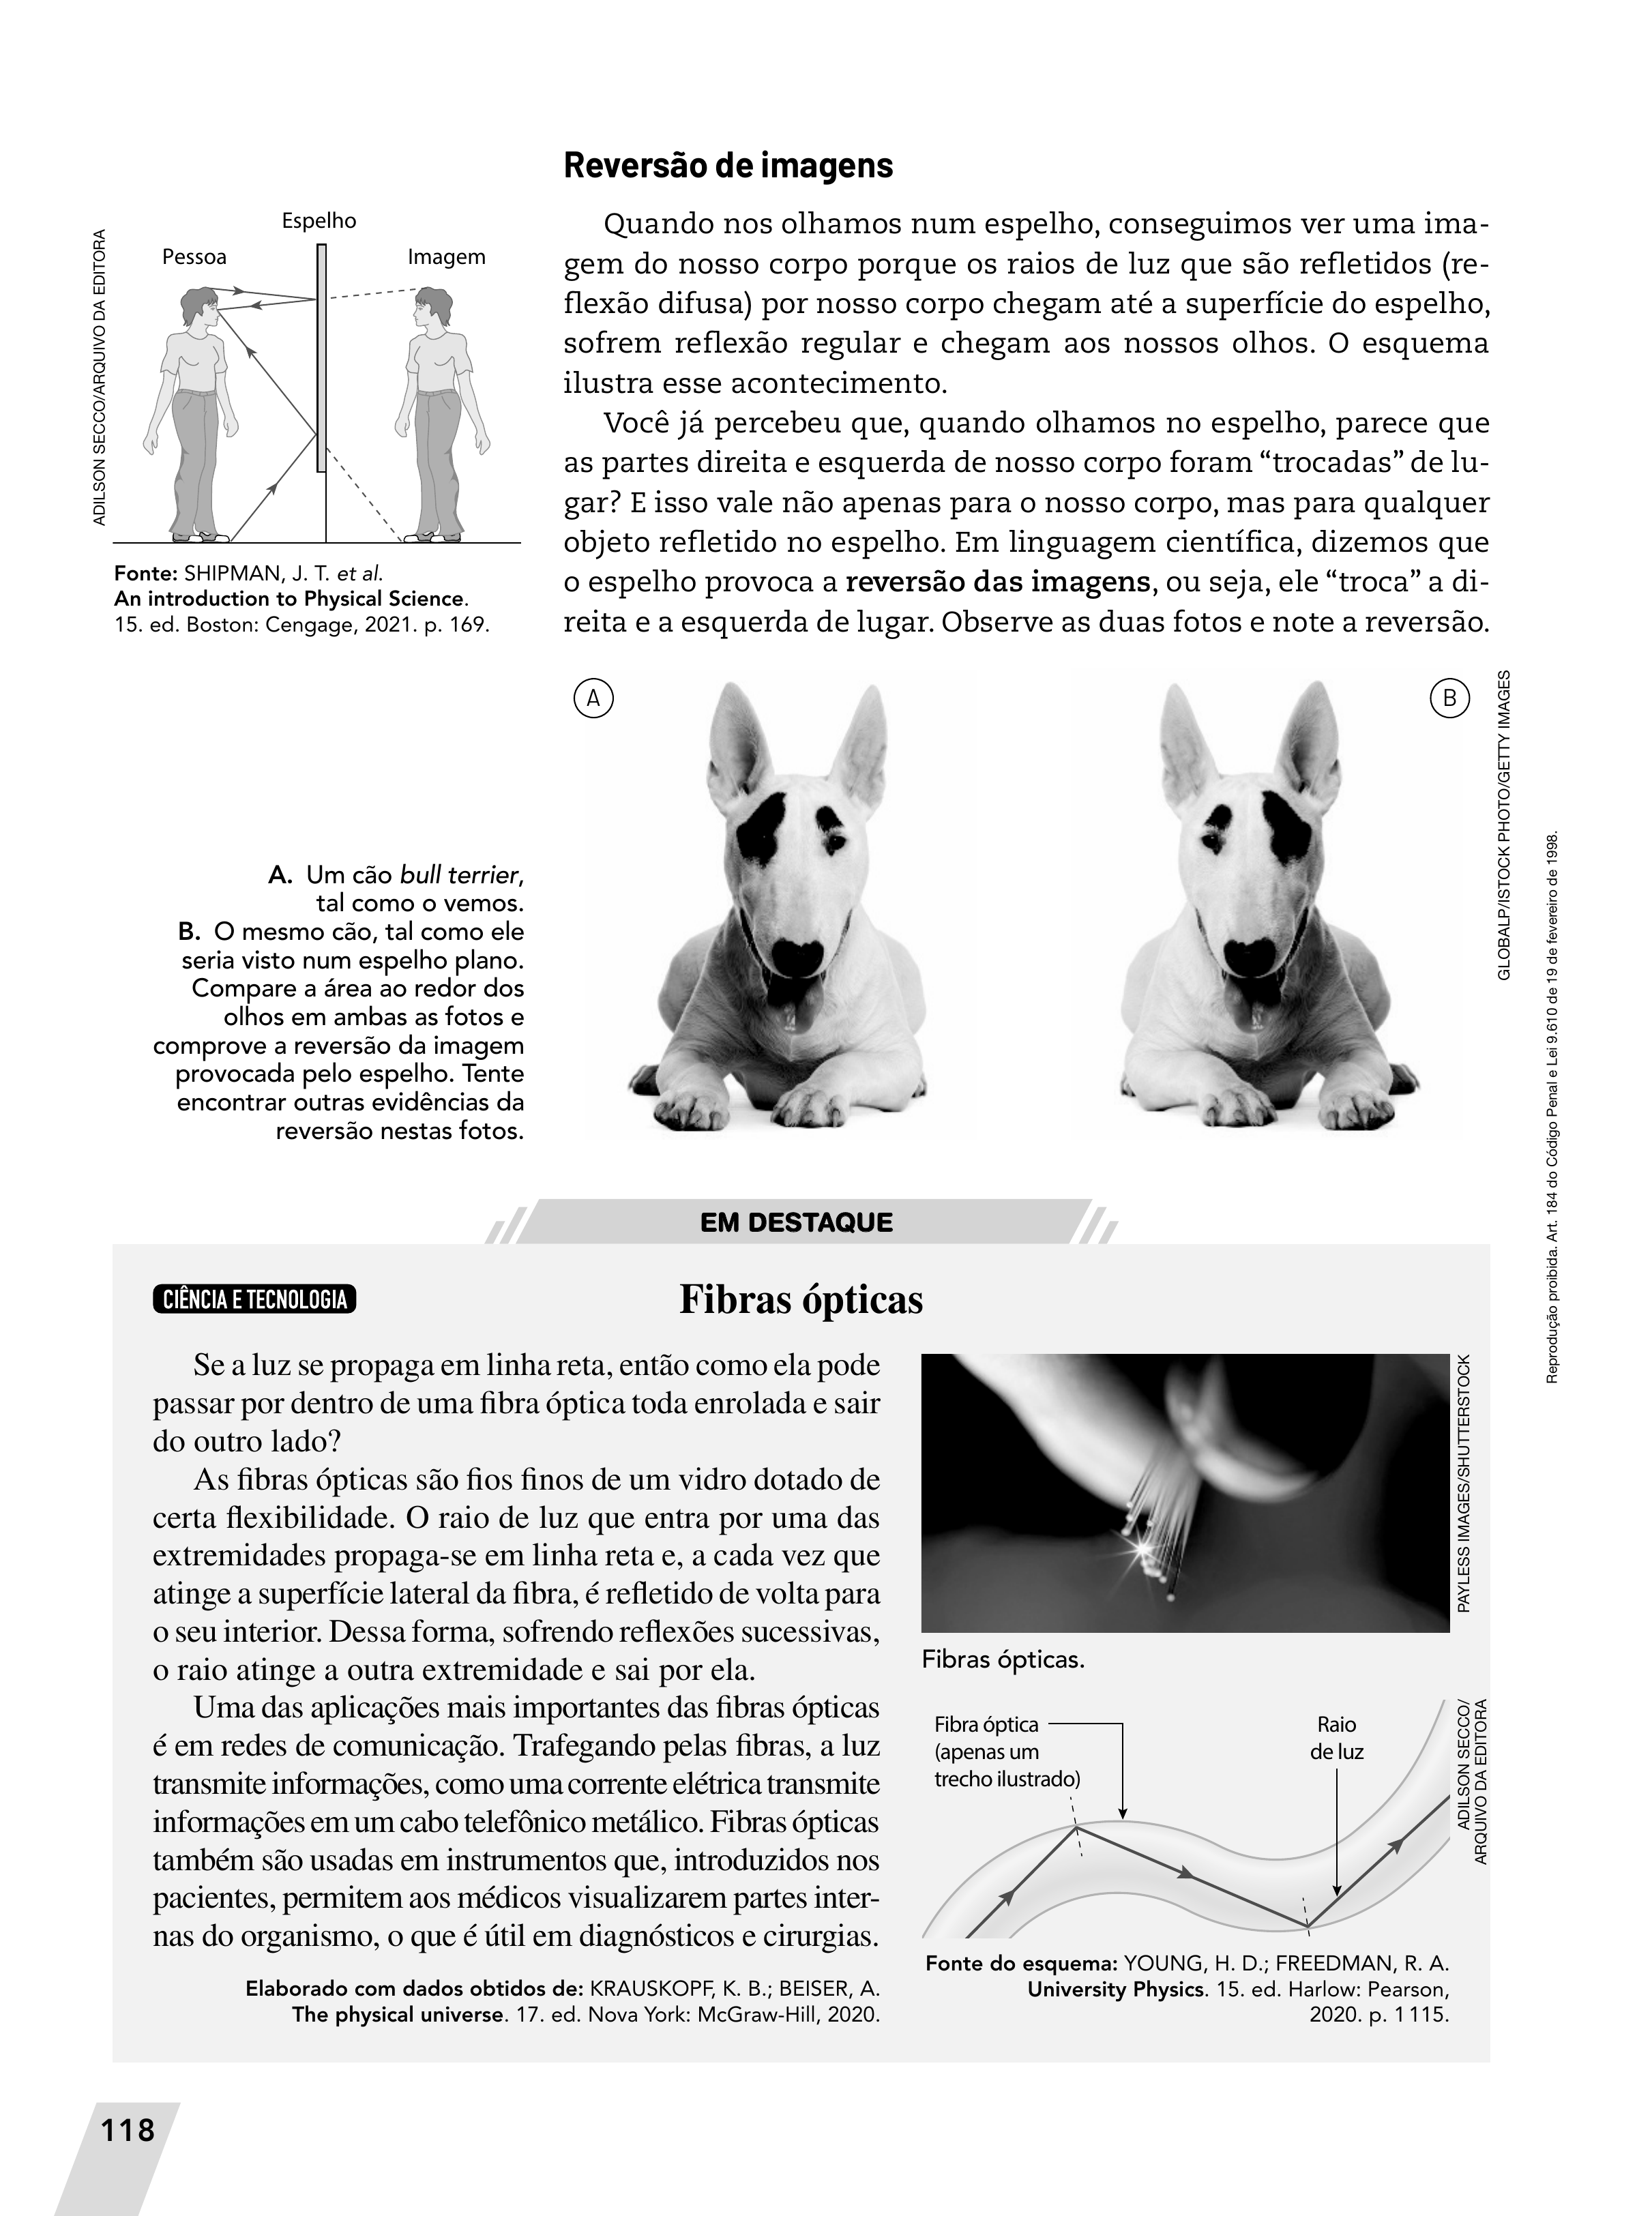 Reversão de imagens
Quando nos olhamos num espelho, conseguimos ver uma ima-
gem do nosso corpo porque os raios de luz que são refletidos (re-
flexão difusa) por nosso corpo chegam até a superfície do espelho,
sofrem reflexão regular e chegam aos nossos olhos. O esquema
ilustra esse acontecimento.
Você já percebeu que, quando olhamos no espelho, parece que
as partes direita e esquerda de nosso corpo foram “trocadas” de lu-
gar? E isso vale não apenas para o nosso corpo, mas para qualquer
objeto refletido no espelho. Em linguagem científica, dizemos que
o espelho provoca a reversão das imagens, ou seja, ele “troca” a di-
reita e a esquerda de lugar. Observe as duas fotos e note a reversão.
Espelho
Pessoa
Imagem
ADILSON SECCO/ARQUIVO DA EDITORA
Fonte: SHIPMAN, J. T. et al.
An introduction to Physical Science.
15. ed. Boston: Cengage, 2021. p. 169.
A
B
GLOBALP/ISTOCK PHOTO/GETTY IMAGES
A. Um cão bull terrier,
tal como o vemos.
B. O mesmo cão, tal como ele
seria visto num espelho plano.
Compare a área ao redor dos
olhos em ambas as fotos e
comprove a reversão da imagem
provocada pelo espelho. Tente
encontrar outras evidências da
reversão nestas fotos.
Reprodução proibida. Art. 184 do Código Penal e Lei 9.610 de 19 de fevereiro de 1998.
EM DESTAQUE
CIÊNCIA E TECNOLOGIA
Fibras ópticas
Se a luz se propaga em linha reta, então como ela pode
passar por dentro de uma fibra óptica toda enrolada e sair
do outro lado?
As fibras ópticas são fios finos de um vidro dotado de
certa flexibilidade. O raio de luz que entra por uma das
extremidades propaga-se em linha reta e, a cada vez que
atinge a superfície lateral da fibra, é refletido de volta para
o seu interior. Dessa forma, sofrendo reflexões sucessivas,
o raio atinge a outra extremidade e sai por ela.
Uma das aplicações mais importantes das fibras ópticas
é em redes de comunicação. Trafegando pelas fibras, a luz
transmite informações, como uma corrente elétrica transmite
informações em um cabo telefônico metálico. Fibras ópticas
também são usadas em instrumentos que, introduzidos nos
pacientes, permitem aos médicos visualizarem partes inter-
nas do organismo, o que é útil em diagnósticos e cirurgias.
Elaborado com dados obtidos de: KRAUSKOPF, K. B.; BEISER, A.
The physical universe. 17. ed. Nova York: McGraw-Hill, 2020.
PAYLESS IMAGES/SHUTTERSTOCK
Fibras ópticas.
Fibra óptica
(apenas um
trecho ilustrado)
Raio
de luz
ADILSON SECCO/
ARQUIVO DA EDITORA
Fonte do esquema: YOUNG, H. D.; FREEDMAN, R. A.
University Physics. 15. ed. Harlow: Pearson,
2020. p. 1 115.
118